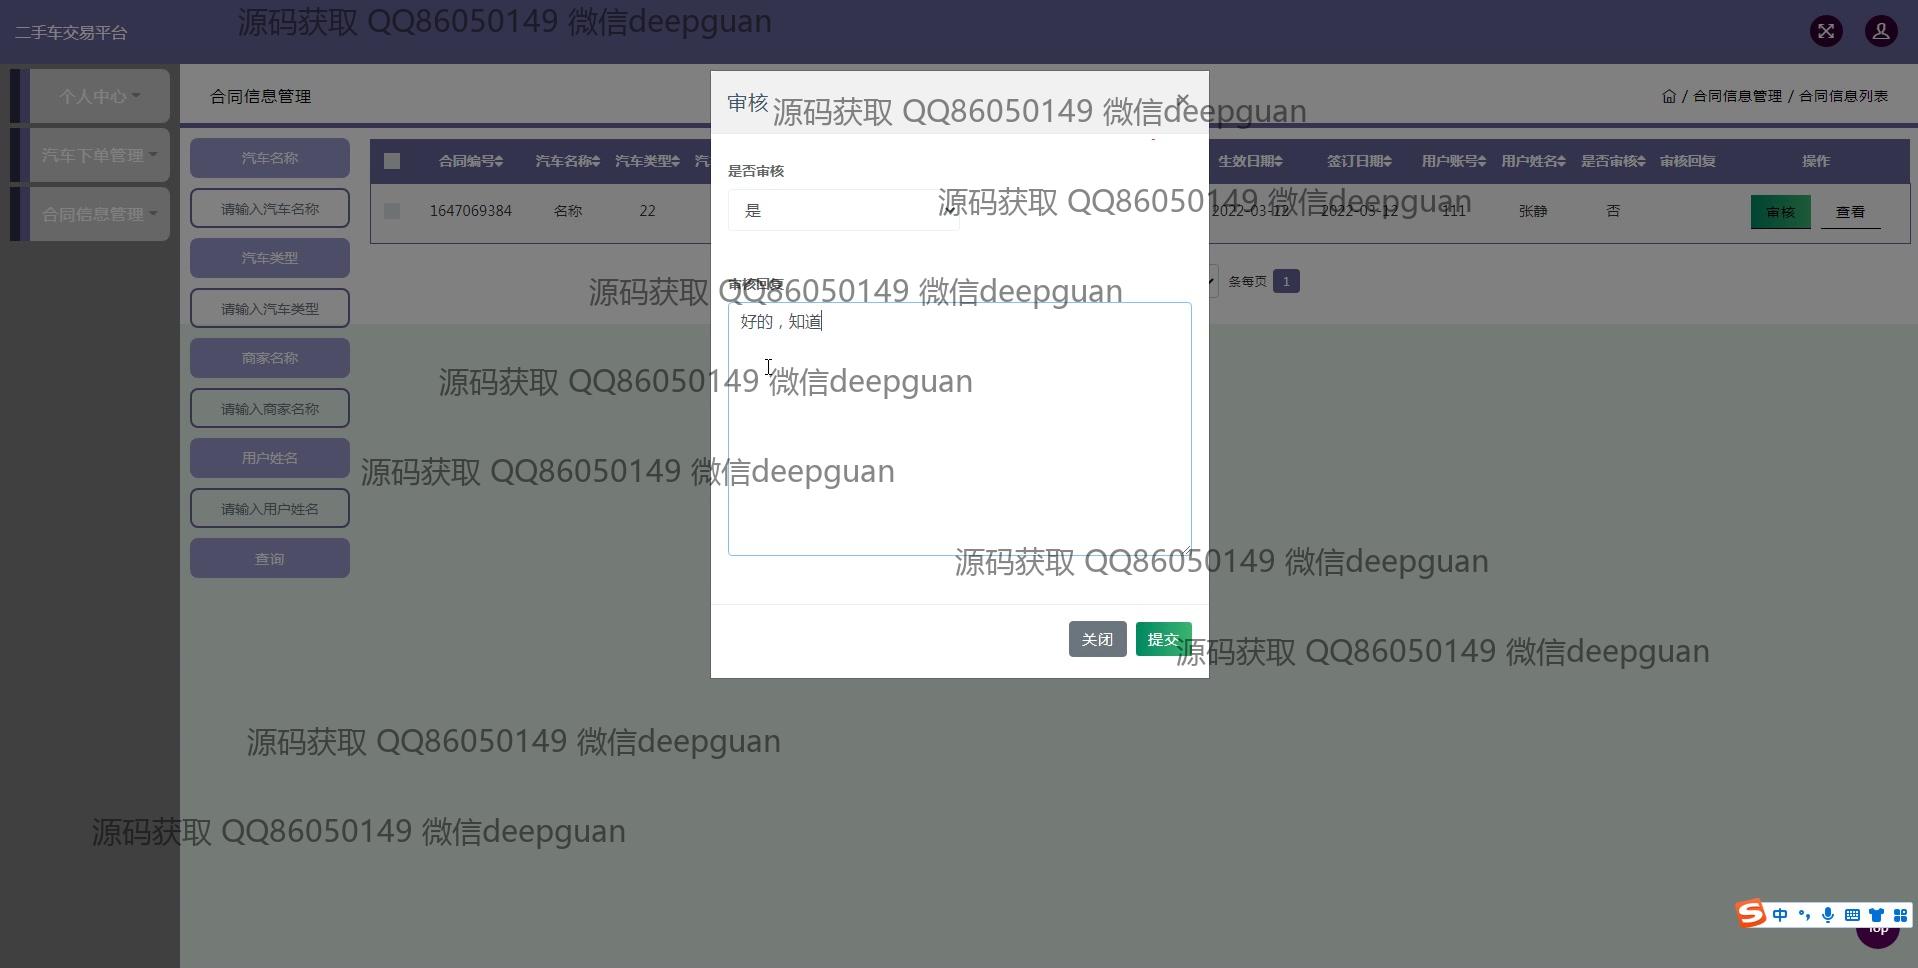 二手车交易平台
源码获取 QQ86050149 微信deepguan
个人中心
汽车下单管理
合同信息管理
合同信息管理
/ 合同信息管理 / 合同信息列表
汽车名称
请输入汽车名称
汽车类型
请输入汽车类型
商家名称
请输入商家名称
用户姓名
请输入用户姓名
查询
合同编号 汽车名称 汽车类型 汽 生效日期 签订日期 用户账号 用户姓名 是否审核 审核回复 操作
1647069384 名称 22 2022-03-12 2022-03-12 111 张静 否 审核 查看
条每页 1
审核
×
源码获取 QQ86050149 微信deepguan
是否审核
是
源码获取 QQ86050149 微信deepguan
审核回复
源码获取 QQ86050149 微信deepguan
好的，知道
源码获取 QQ86050149 微信deepguan
源码获取 QQ86050149 微信deepguan
源码获取 QQ86050149 微信deepguan
关闭 提交
源码获取 QQ86050149 微信deepguan
源码获取 QQ86050149 微信deepguan
源码获取 QQ86050149 微信deepguan
中
Top